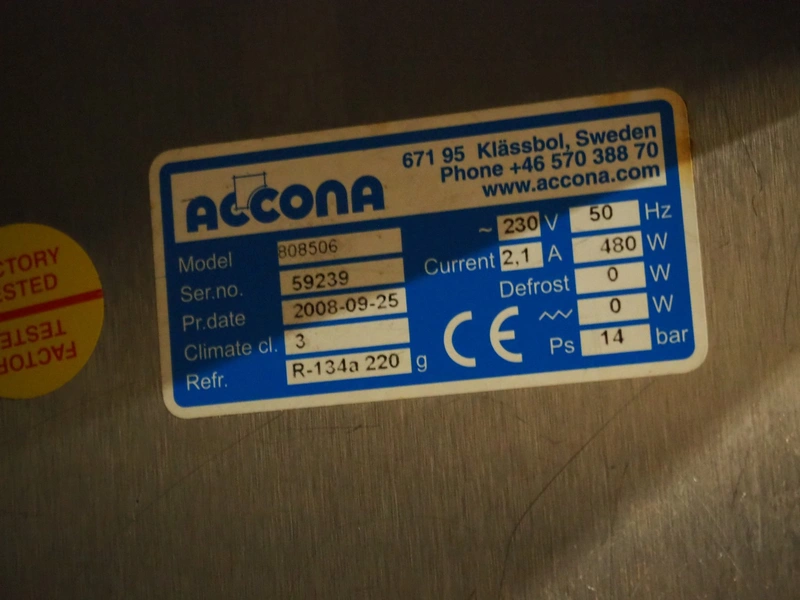 ACCONA
671 95 Klässbol, Sweden
Phone +46 570 388 70
www.accona.com
Model 808506
Ser.no. 59239
Pr.date 2008-09-25
Climate cl. 3
Refr. R-134a 220 g
~ 230 V 50 Hz
Current 2,1 A 480 W
Defrost 0 W
0 W
CE Ps 14 bar
CTORY
ESTED
TESTE
FACTOR